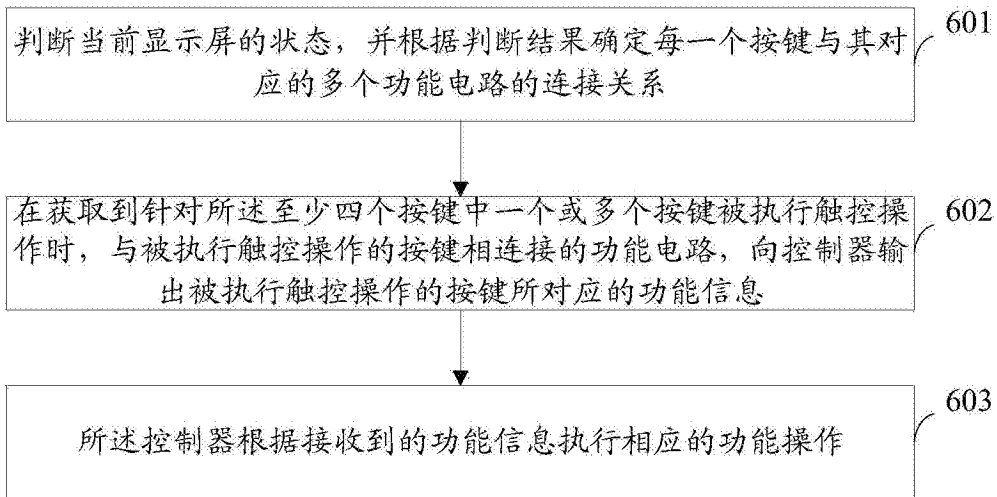 判断当前显示屏的状态，并根据判断结果确定每一个按键与其对
应的多个功能电路的连接关系
601
在获取到针对所述至少四个按键中一个或多个按键被执行触控操
作时，与被执行触控操作的按键相连接的功能电路，向控制器输
出被执行触控操作的按键所对应的功能信息
602
所述控制器根据接收到的功能信息执行相应的功能操作
603